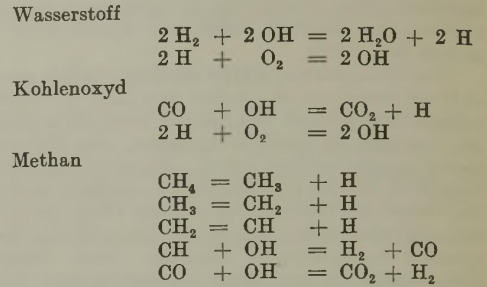 Wasserstoff
2 H₂ + 2 OH = 2 H₂O + 2 H
2 H + O₂ = 2 OH
Kohlenoxyd
CO + OH = CO₂ + H
2 H + O₂ = 2 OH
Methan
CH₄ = CH₃ + H
CH₃ = CH₂ + H
CH₂ = CH + H
CH + OH = H₂ + CO
CO + OH = CO₂ + H₂